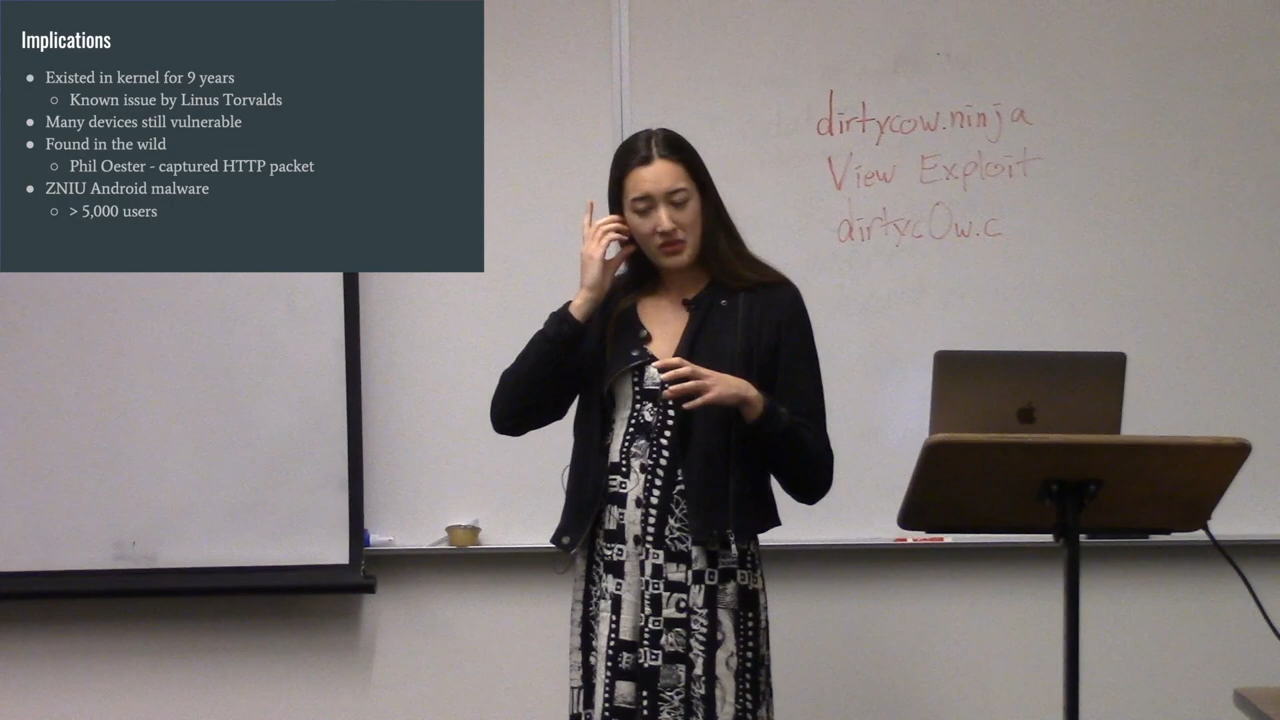 Implications
Existed in kernel for 9 years
Known issue by Linus Torvalds
Many devices still vulnerable
Found in the wild
Phil Oester - captured HTTP packet
ZNIU Android malware
> 5,000 users
dirtycow.ninja
View Exploit
dirtyc0w.c